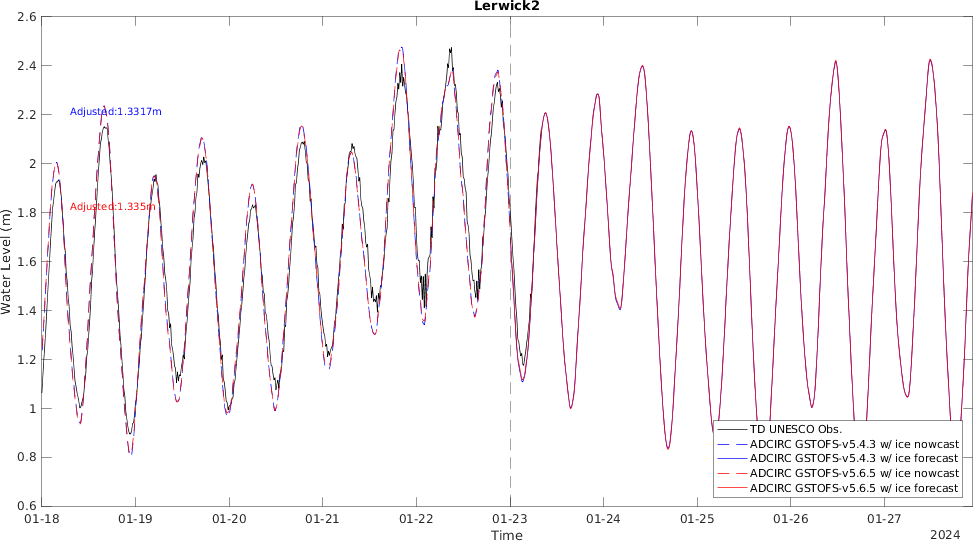 Lerwick2
2.6
2.4
2.2
2
1.8
1.6
1.4
1.2
1
0.8
0.6
Water Level (m)
Adjusted:1.3317m
Adjusted:1.335m
TD UNESCO Obs.
ADCIRC GSTOFS-v5.4.3 w/ ice nowcast
ADCIRC GSTOFS-v5.4.3 w/ ice forecast
ADCIRC GSTOFS-v5.6.5 w/ ice nowcast
ADCIRC GSTOFS-v5.6.5 w/ ice forecast
01-18 01-19 01-20 01-21 01-22 01-23 01-24 01-25 01-26 01-27
Time
2024